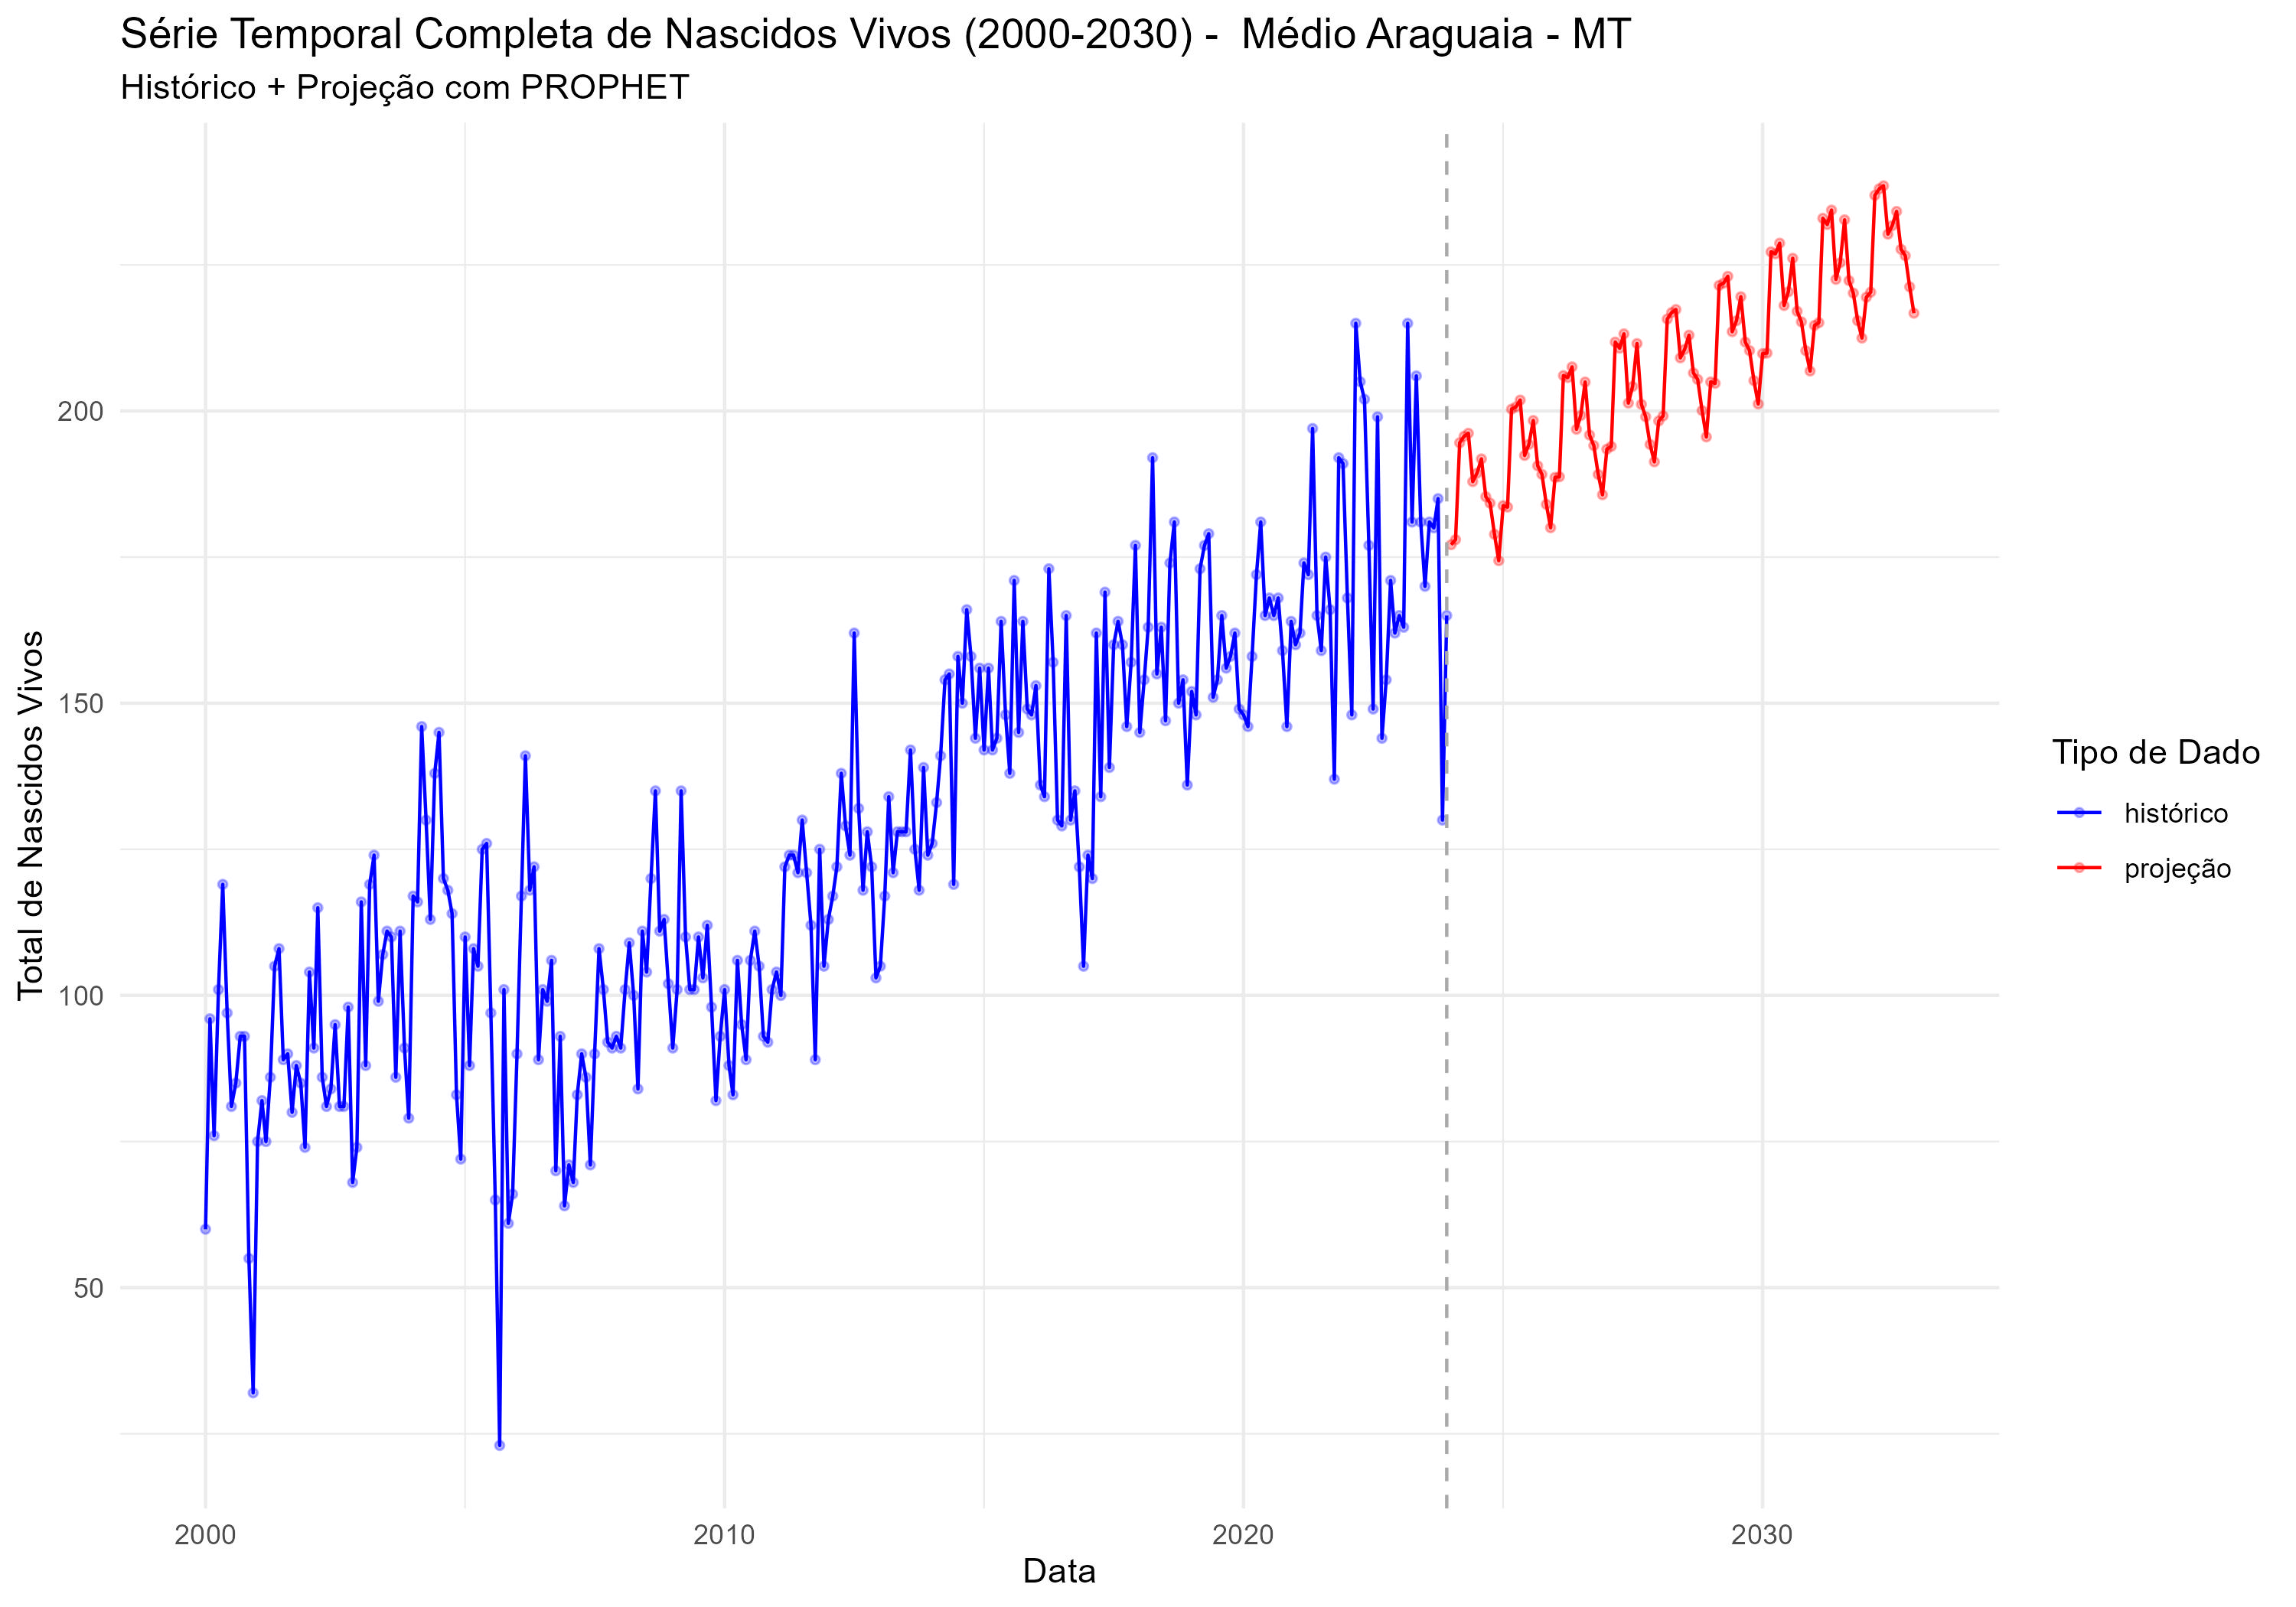 Série Temporal Completa de Nascidos Vivos (2000-2030) -  Médio Araguaia - MT
Histórico + Projeção com PROPHET
Total de Nascidos Vivos
200
150
100
50
2000
2010
2020
2030
Data
Tipo de Dado
histórico
projeção